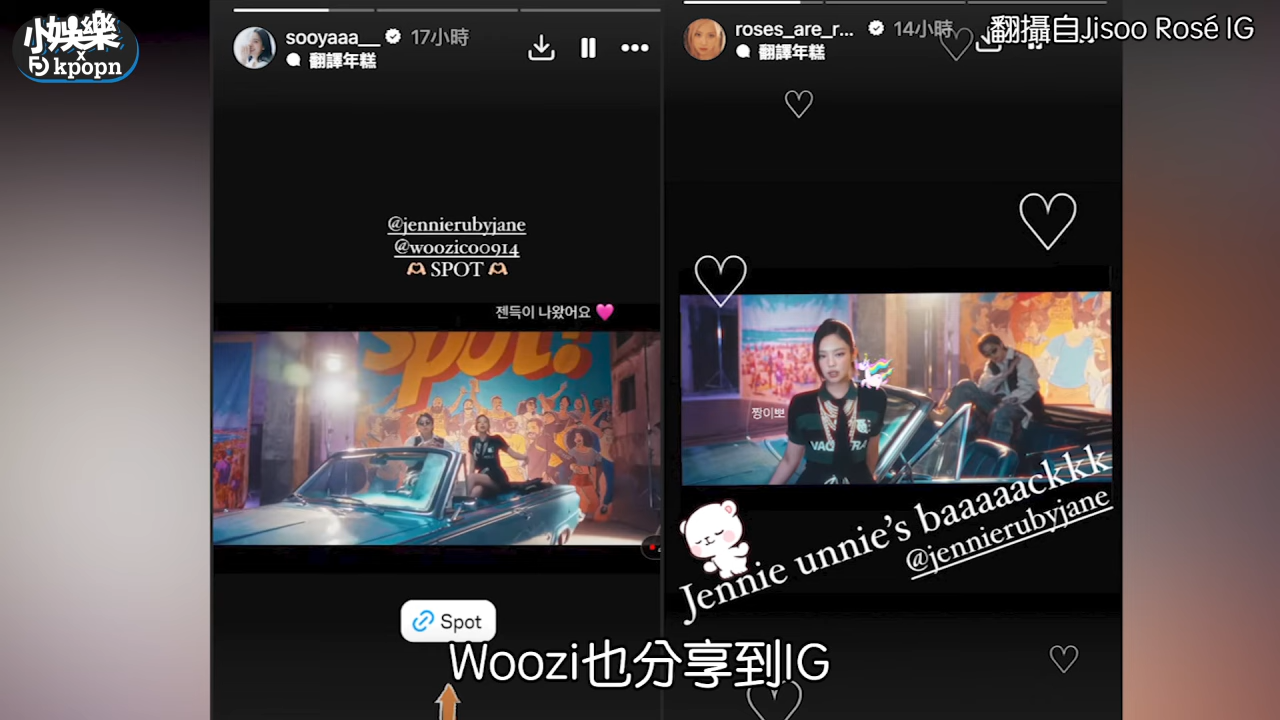 小娛樂
x
kpopn
sooyaaa__ 17小時
翻譯年糕
@jennierubyjane
@woozico0914
SPOT
젠득이 나왔어요
spot!
Spot
roses_are_r... 14小時
翻譯年糕
翻攝自Jisoo Rosé IG
짱이뽀
Jennie unnie's baaaaackkk
@jennierubyjane
Woozi也分享到IG